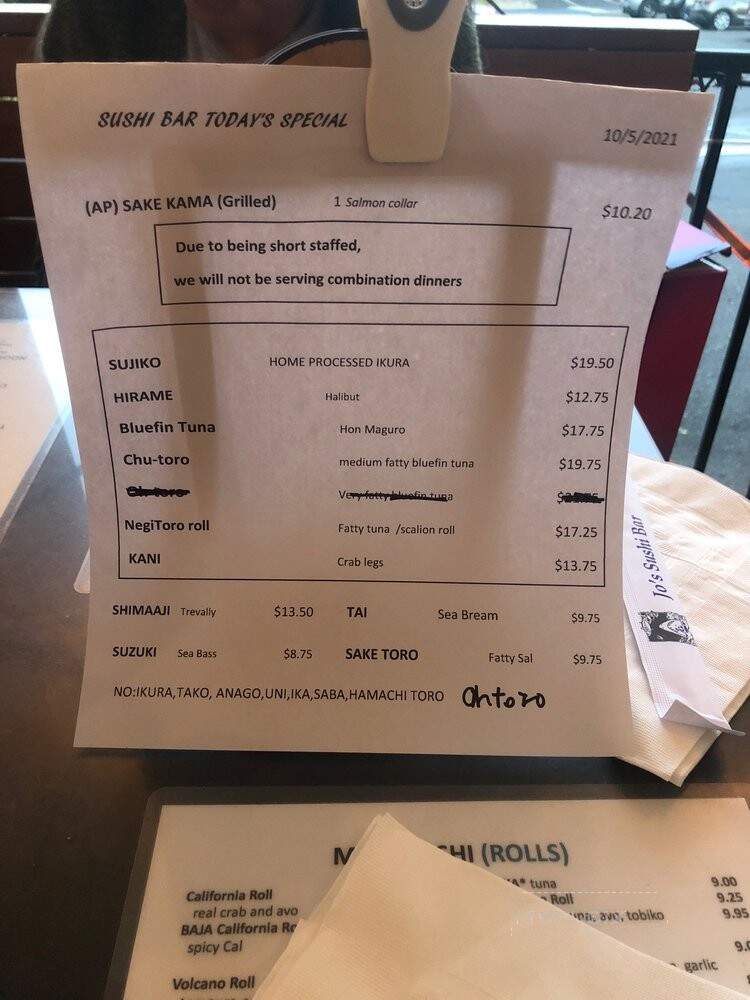 SUSHI BAR TODAY'S SPECIAL
10/5/2021
(AP) SAKE KAMA (Grilled) 1 Salmon collar $10.20
Due to being short staffed,
we will not be serving combination dinners
SUJIKO HOME PROCESSED IKURA $19.50
HIRAME Halibut $12.75
Bluefin Tuna Hon Maguro $17.75
Chu-toro medium fatty bluefin tuna $19.75
Oh-toro Very fatty bluefin tuna
NegiToro roll Fatty tuna /scalion roll $17.25
KANI Crab legs $13.75
SHIMAAJI Trevally $13.50 TAI Sea Bream $9.75
SUZUKI Sea Bass $8.75 SAKE TORO Fatty Sal $9.75
NO:IKURA,TAKO, ANAGO,UNI,IKA,SABA,HAMACHI TORO Ohtoro
Jo's Sushi Bar
(ROLLS)
California Roll
real crab and avo
BAJA California
spicy Cal
Volcano Roll
tuna 9.00
Roll 9.25
avo, tobiko 9.95
garlic